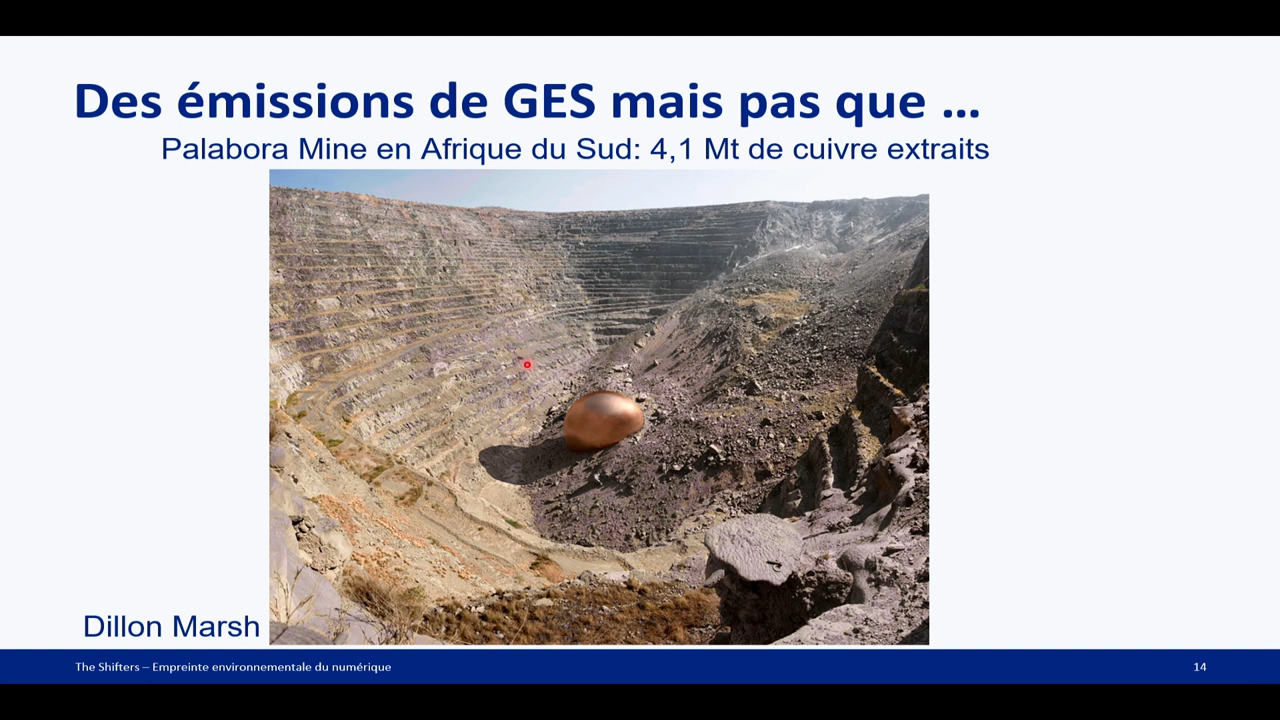 Des émissions de GES mais pas que ...
Palabora Mine en Afrique du Sud: 4,1 Mt de cuivre extraits
Dillon Marsh
The Shifters – Empreinte environnementale du numérique
14